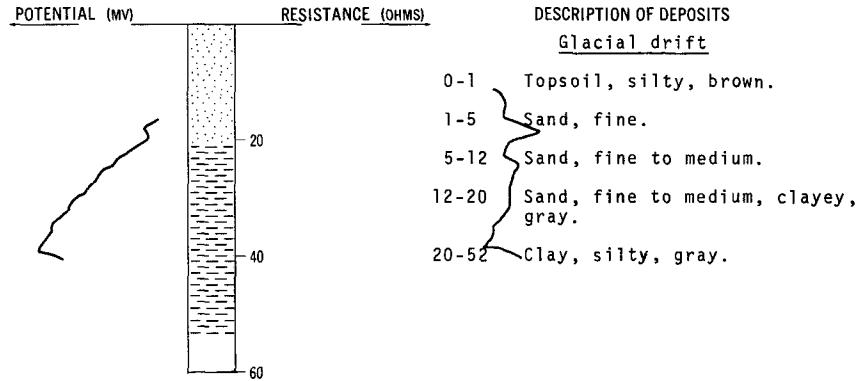 POTENTIAL (MV) RESISTANCE (OHMS) DESCRIPTION OF DEPOSITS
Glacial drift
0-1 Topsoil, silty, brown.
1-5 Sand, fine.
20
5-12 Sand, fine to medium.
12-20 Sand, fine to medium, clayey,
gray.
40
20-52 Clay, silty, gray.
60